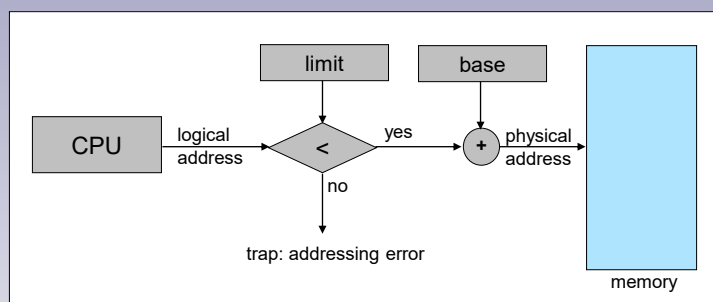 limit
base
CPU
logical
address
<
yes
+
physical
address
no
trap: addressing error
memory